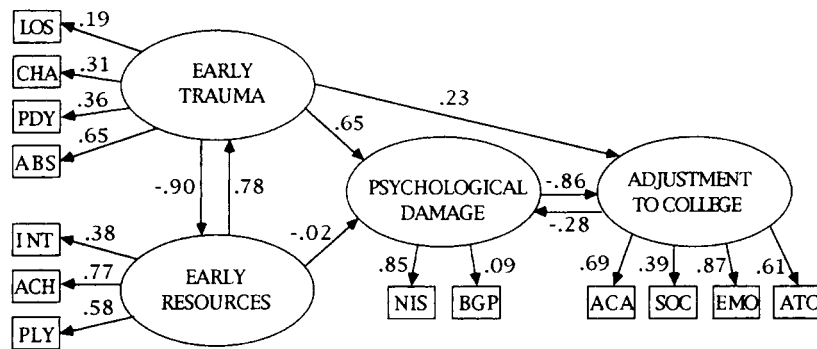 LOS
.19
EARLY
TRAUMA
CHA
.31
PDY
.36
ABS
.65
.23
.65
-.90
.78
PSYCHOLOGICAL
DAMAGE
-.86
-.28
ADJUSTMENT
TO COLLEGE
INT
.38
-.02
EARLY
RESOURCES
ACH
.77
PLY
.58
.85
.09
NIS
BGP
.69
.39
.87
.61
ACA
SOC
EMO
ATC